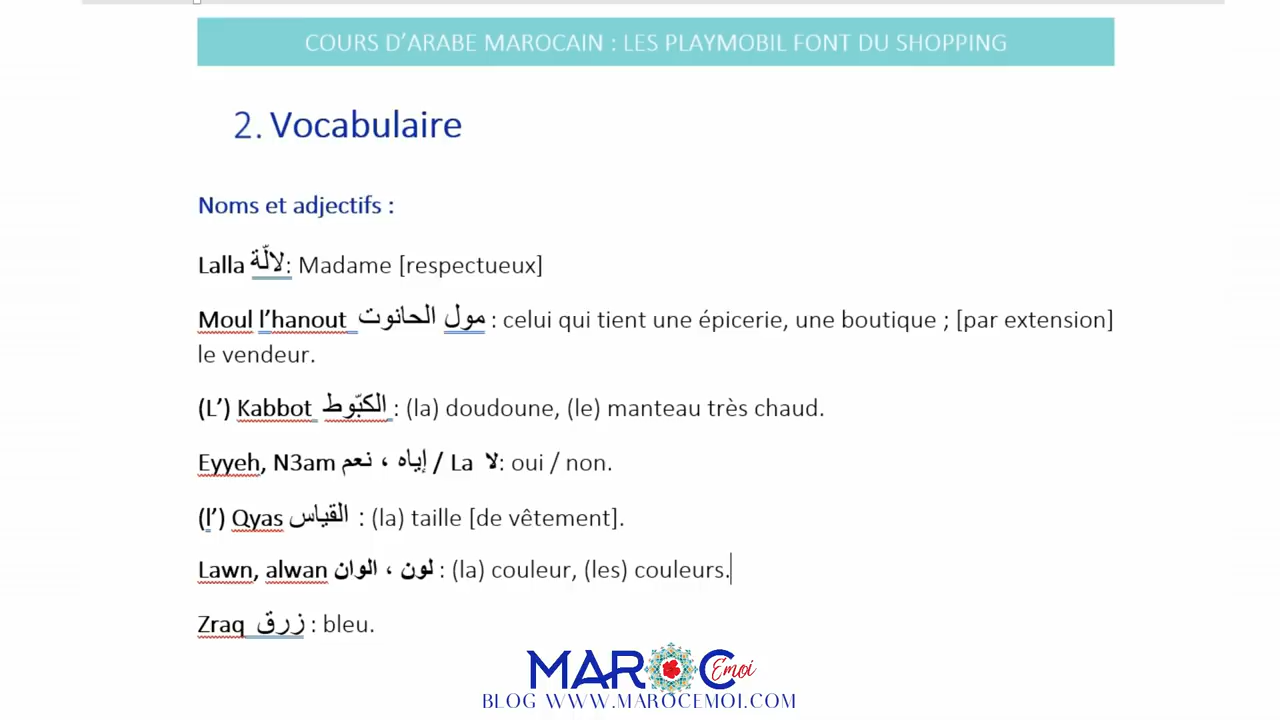 COURS D’ARABE MAROCAIN : LES PLAYMOBIL FONT DU SHOPPING
2. Vocabulaire
Noms et adjectifs :
Lalla لالّة: Madame [respectueux]
Moul l’hanout مول الحانوت : celui qui tient une épicerie, une boutique ; [par extension]
le vendeur.
(L’) Kabbot الكبّوط : (la) doudoune, (le) manteau très chaud.
Eyyeh, N3am إياه ، نعم / La لا: oui / non.
(l’) Qyas القياس : (la) taille [de vêtement].
Lawn, alwan لون ، الوان : (la) couleur, (les) couleurs.
Zraq زرق : bleu.
MAROC Emoi
BLOG WWW.MAROCEMOI.COM